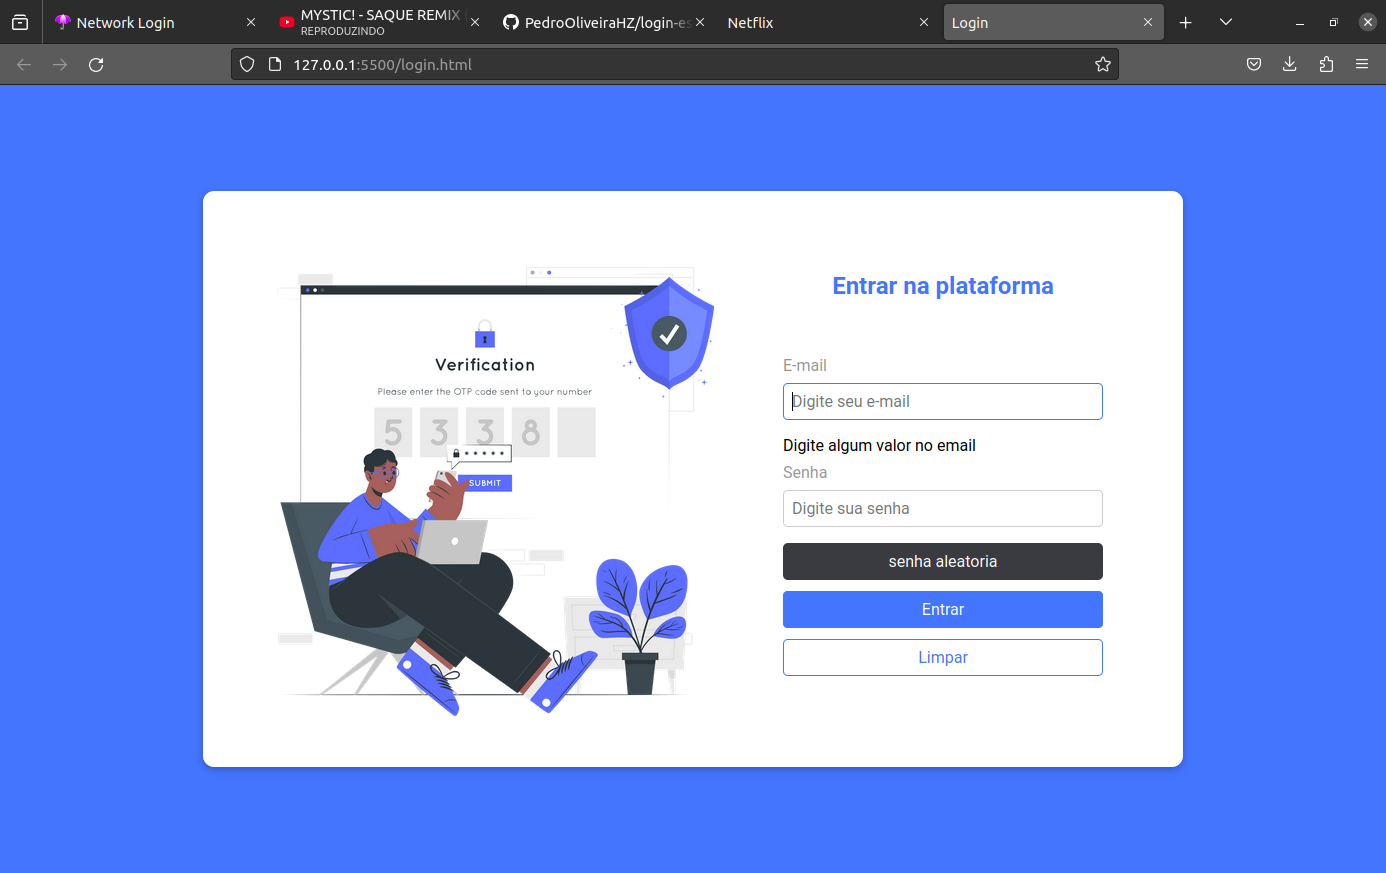 Network Login
MYSTIC! - SAQUE REMIX
REPRODUZINDO
PedroOliveiraHZ/login-es
Netflix
Login
127.0.0.1:5500/login.html
Verification
Please enter the OTP code sent to your number
5 3 3 8
SUBMIT
Entrar na plataforma
E-mail
Digite seu e-mail
Digite algum valor no email
Senha
Digite sua senha
senha aleatoria
Entrar
Limpar